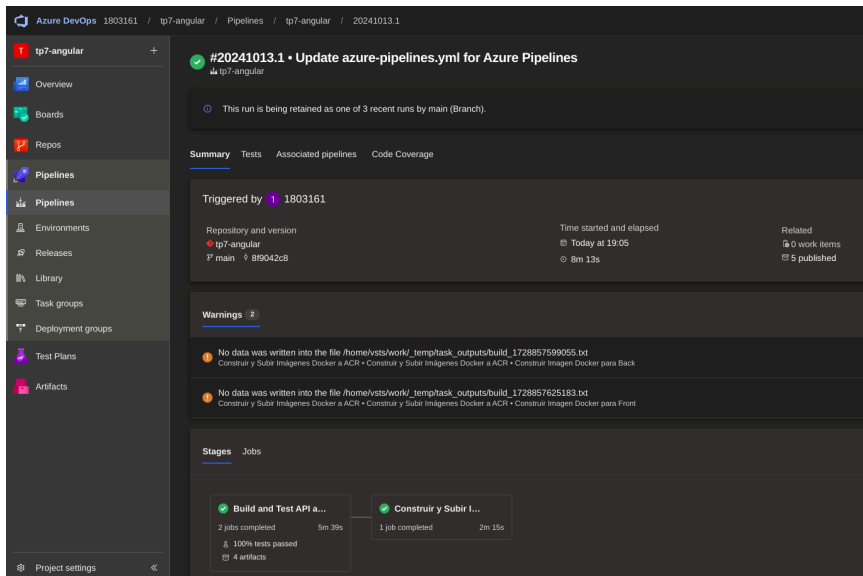 Azure DevOps 1803161 / tp7-angular / Pipelines / tp7-angular / 20241013.1
T tp7-angular +
Overview
Boards
Repos
Pipelines
Pipelines
Environments
Releases
Library
Task groups
Deployment groups
Test Plans
Artifacts
Project settings
#20241013.1 • Update azure-pipelines.yml for Azure Pipelines
tp7-angular
This run is being retained as one of 3 recent runs by main (Branch).
Summary Tests Associated pipelines Code Coverage
Triggered by 1 1803161
Repository and version
tp7-angular
main 8f9042c8
Time started and elapsed
Today at 19:05
8m 13s
Related
0 work items
5 published
Warnings 2
No data was written into the file /home/vsts/work/_temp/task_outputs/build_1728857599055.txt
Construir y Subir Imágenes Docker a ACR • Construir y Subir Imágenes Docker a ACR • Construir Imagen Docker para Back
No data was written into the file /home/vsts/work/_temp/task_outputs/build_1728857625183.txt
Construir y Subir Imágenes Docker a ACR • Construir y Subir Imágenes Docker a ACR • Construir Imagen Docker para Front
Stages Jobs
Build and Test API a...
2 jobs completed 5m 39s
100% tests passed
4 artifacts
Construir y Subir I...
1 job completed 2m 15s